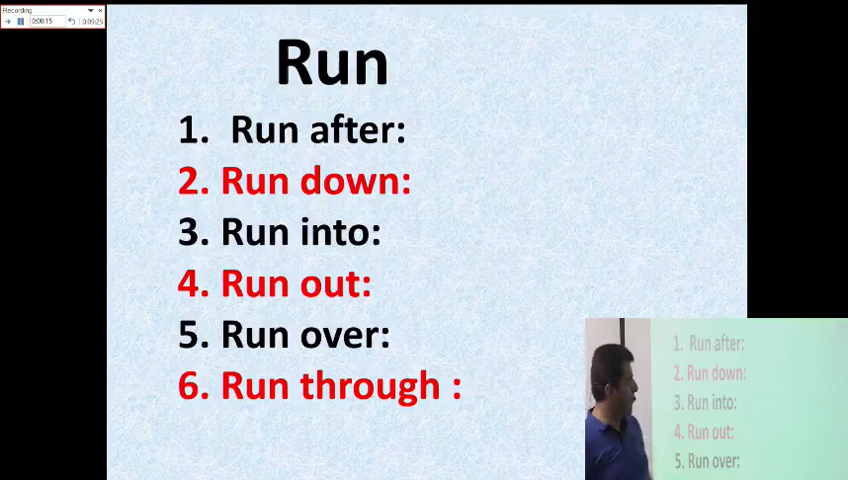 Recording
0:00:15
0:09:25
Run
1. Run after:
2. Run down:
3. Run into:
4. Run out:
5. Run over:
6. Run through :
1. Run after:
2. Run down:
3. Run into:
4. Run out:
5. Run over: